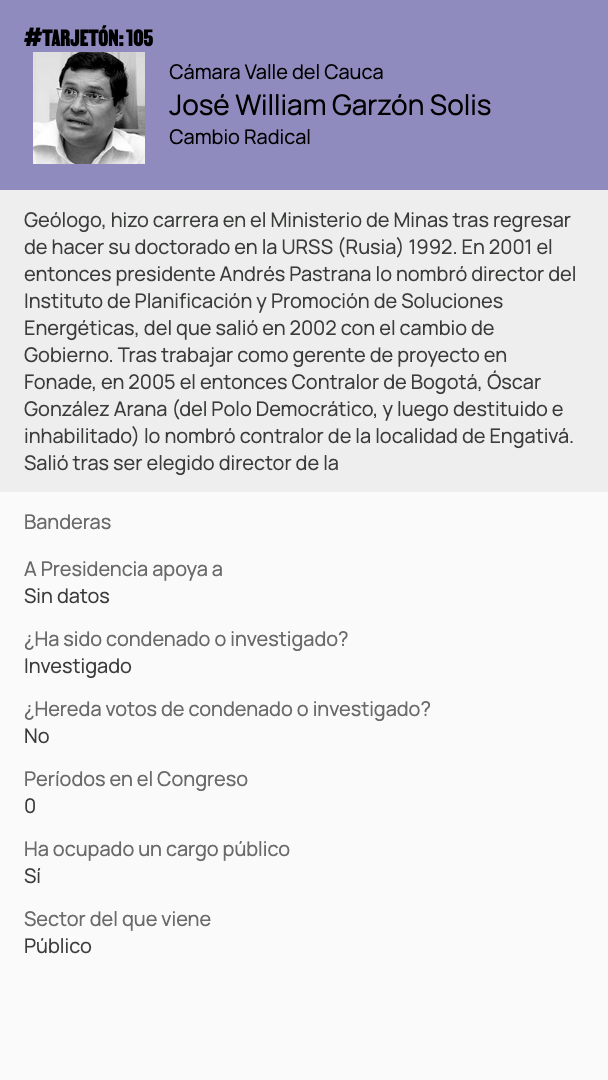 #TARJETÓN: 105
Cámara Valle del Cauca
José William Garzón Solis
Cambio Radical
Geólogo, hizo carrera en el Ministerio de Minas tras regresar
de hacer su doctorado en la URSS (Rusia) 1992. En 2001 el
entonces presidente Andrés Pastrana lo nombró director del
Instituto de Planificación y Promoción de Soluciones
Energéticas, del que salió en 2002 con el cambio de
Gobierno. Tras trabajar como gerente de proyecto en
Fonade, en 2005 el entonces Contralor de Bogotá, Óscar
González Arana (del Polo Democrático, y luego destituido e
inhabilitado) lo nombró contralor de la localidad de Engativá.
Salió tras ser elegido director de la
Banderas
A Presidencia apoya a
Sin datos
¿Ha sido condenado o investigado?
Investigado
¿Hereda votos de condenado o investigado?
No
Períodos en el Congreso
0
Ha ocupado un cargo público
Sí
Sector del que viene
Público